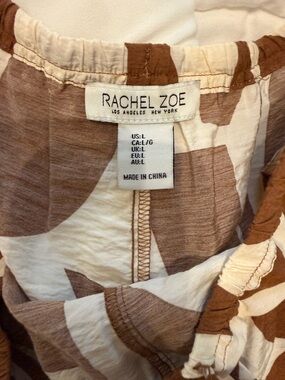 RACHEL ZOE
LOS ANGELES NEW YORK
US:L
CA:L/G
UK:L
EU:L
AU:L
MADE IN CHINA